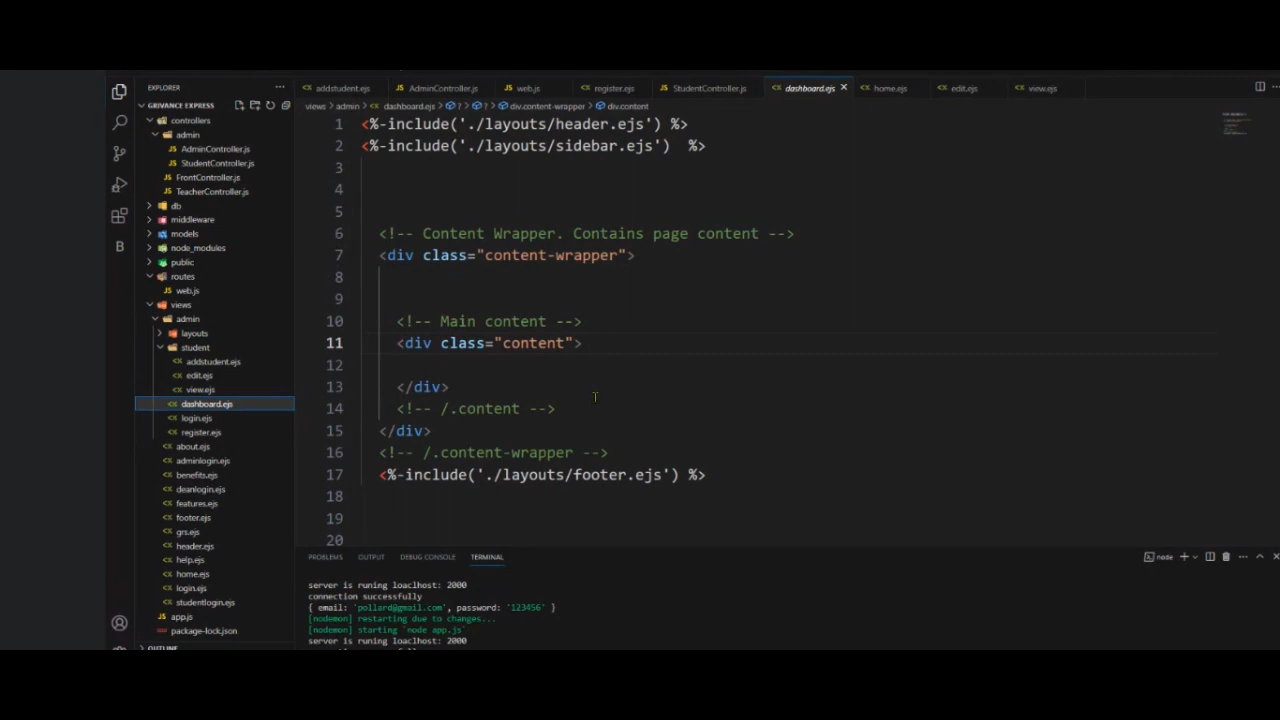 EXPLORER
GRIVANCE EXPRESS
controllers
admin
AdminController.js
StudentController.js
FrontController.js
TeacherController.js
db
middleware
models
node_modules
public
routes
web.js
views
admin
layouts
student
addstudent.ejs
edit.ejs
view.ejs
dashboard.ejs
login.ejs
register.ejs
about.ejs
adminlogin.ejs
benefits.ejs
deanlogin.ejs
features.ejs
footer.ejs
grs.ejs
header.ejs
help.ejs
home.ejs
login.ejs
studentlogin.ejs
app.js
package-lock.json
OUTLINE
addstudent.ejs AdminController.js web.js register.ejs StudentController.js dashboard.ejs home.ejs edit.ejs view.ejs
views > admin > dashboard.ejs > ? > ? > div.content-wrapper > div.content
1 <%-include('./layouts/header.ejs') %>
2 <%-include('./layouts/sidebar.ejs')  %>
3
4
5
6 <!-- Content Wrapper. Contains page content -->
7 <div class="content-wrapper">
8
9
10 <!-- Main content -->
11 <div class="content">
12
13 </div>
14 <!-- /.content -->
15 </div>
16 <!-- /.content-wrapper -->
17 <%-include('./layouts/footer.ejs') %>
18
19
20
PROBLEMS OUTPUT DEBUG CONSOLE TERMINAL node
server is runing loaclhost: 2000
connection successfully
{ email: 'pollard@gmail.com', password: '123456' }
[nodemon] restarting due to changes...
[nodemon] starting `node app.js`
server is runing loaclhost: 2000